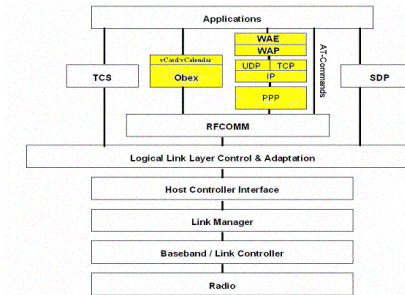 Applications
WAE
WAP
vCard/vCalendar
Obex
UDP TCP
IP
PPP
AT-Commands
TCS
SDP
RFCOMM
Logical Link Layer Control & Adaptation
Host Controller Interface
Link Manager
Baseband / Link Controller
Radio